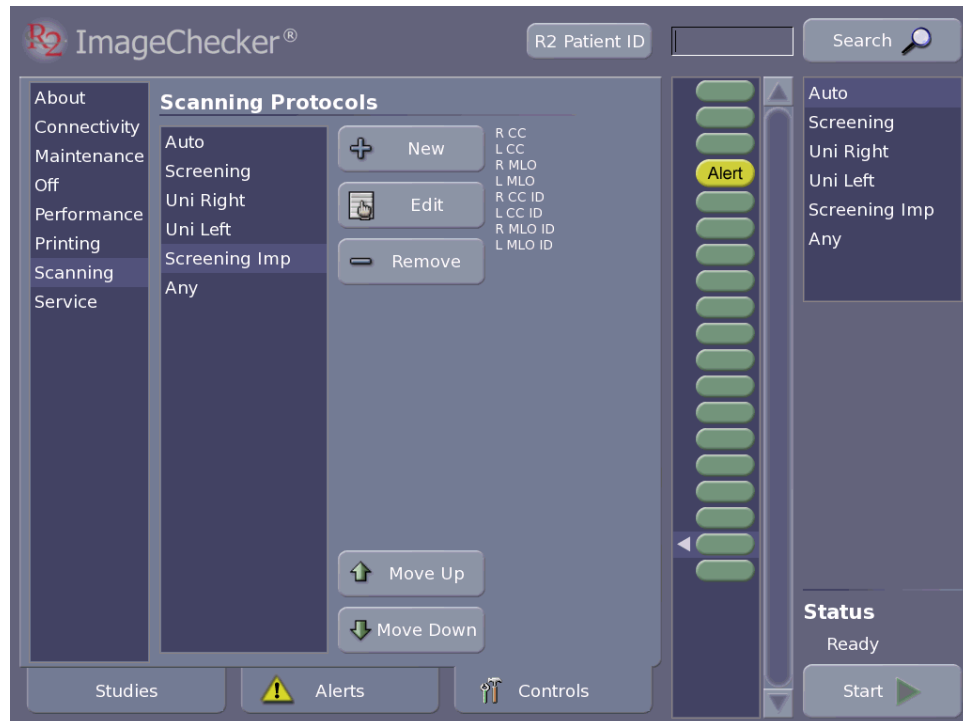 R2 ImageChecker®
R2 Patient ID
Search
About
Connectivity
Maintenance
Off
Performance
Printing
Scanning
Service
Scanning Protocols
Auto
Screening
Uni Right
Uni Left
Screening Imp
Any
New
Edit
Remove
Move Up
Move Down
R CC
L CC
R MLO
L MLO
R CC ID
L CC ID
R MLO ID
L MLO ID
Alert
Auto
Screening
Uni Right
Uni Left
Screening Imp
Any
Status
Ready
Start
Studies
Alerts
Controls